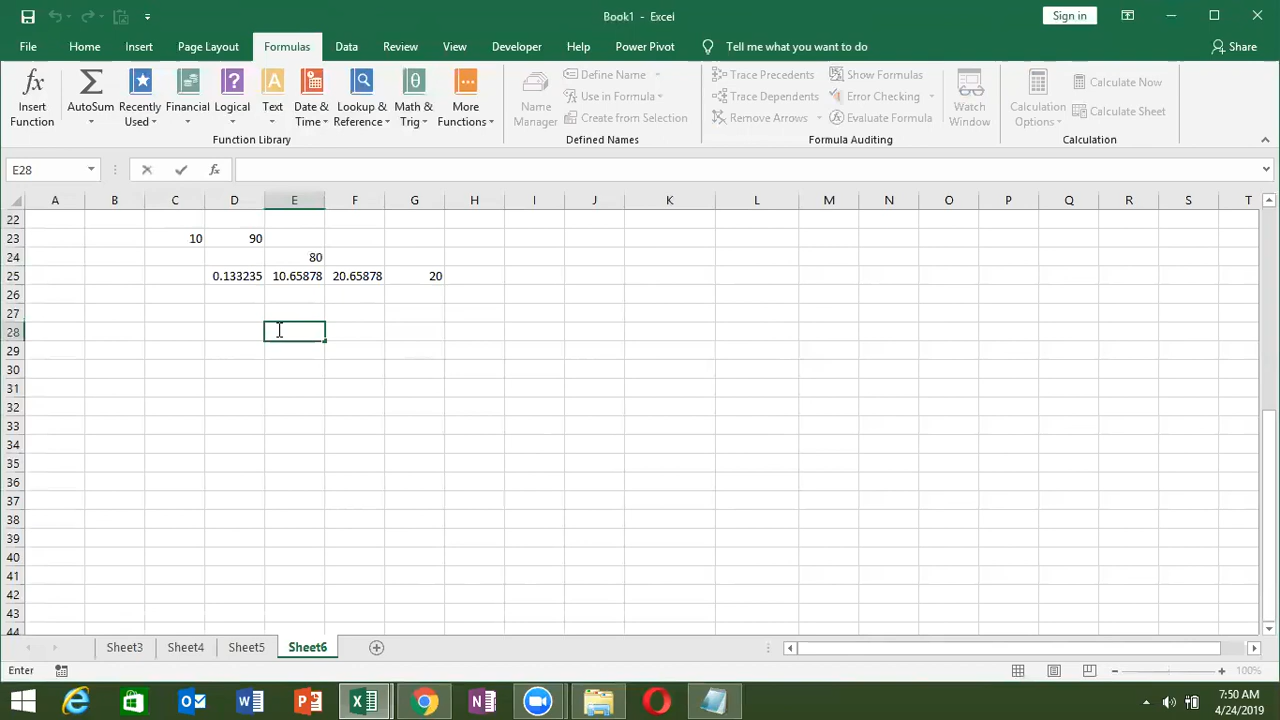 Book1 - Excel
Sign in
File Home Insert Page Layout Formulas Data Review View Developer Help Power Pivot Tell me what you want to do Share
Insert Function
AutoSum
Recently Used
Financial
Logical
Text
Date & Time
Lookup & Reference
Math & Trig
More Functions
Function Library
Name Manager
Define Name
Use in Formula
Create from Selection
Defined Names
Trace Precedents
Trace Dependents
Remove Arrows
Show Formulas
Error Checking
Evaluate Formula
Formula Auditing
Watch Window
Calculation Options
Calculate Now
Calculate Sheet
Calculation
E28 fx
A B C D E F G H I J K L M N O P Q R S T
22
23 10 90
24 80
25 0.133235 10.65878 20.65878 20
26
27
28
29
30
31
32
33
34
35
36
37
38
39
40
41
42
43
44
Sheet3 Sheet4 Sheet5 Sheet6
Enter 100%
7:50 AM
4/24/2019